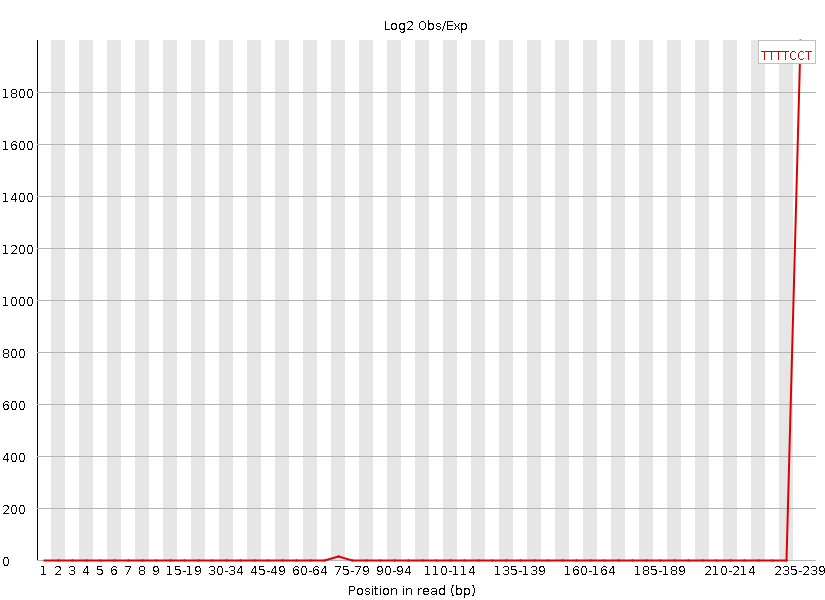 Log2 Obs/Exp
TTTTCCT
1800
1600
1400
1200
1000
800
600
400
200
0
1 2 3 4 5 6 7 8 9 15-19 30-34 45-49 60-64 75-79 90-94 110-114 135-139 160-164 185-189 210-214 235-239
Position in read (bp)